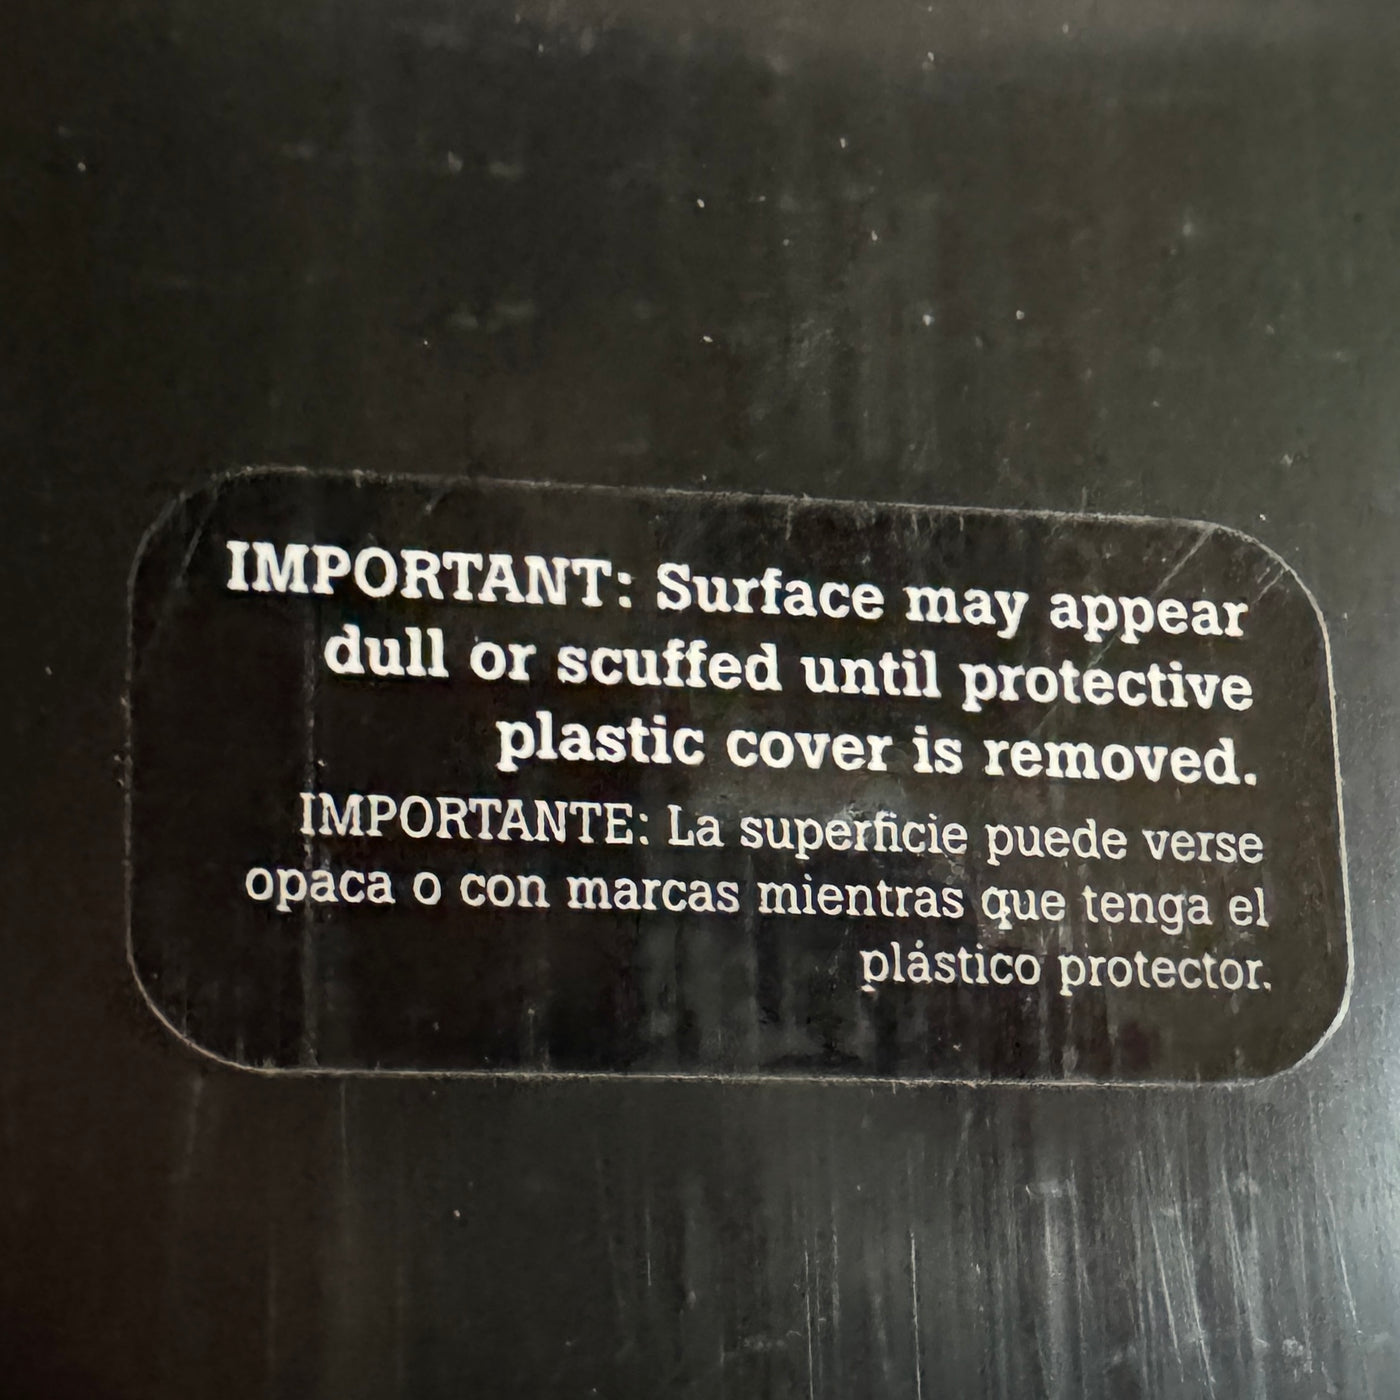 IMPORTANT: Surface may appear
dull or scuffed until protective
plastic cover is removed.
IMPORTANTE: La superficie puede verse
opaca o con marcas mientras que tenga el
plástico protector.